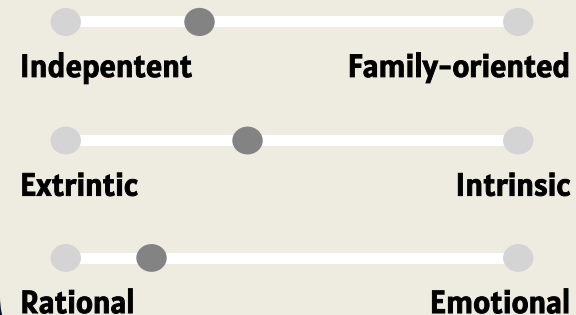 Indepentent Family-oriented
Extrintic Intrinsic
Rational Emotional